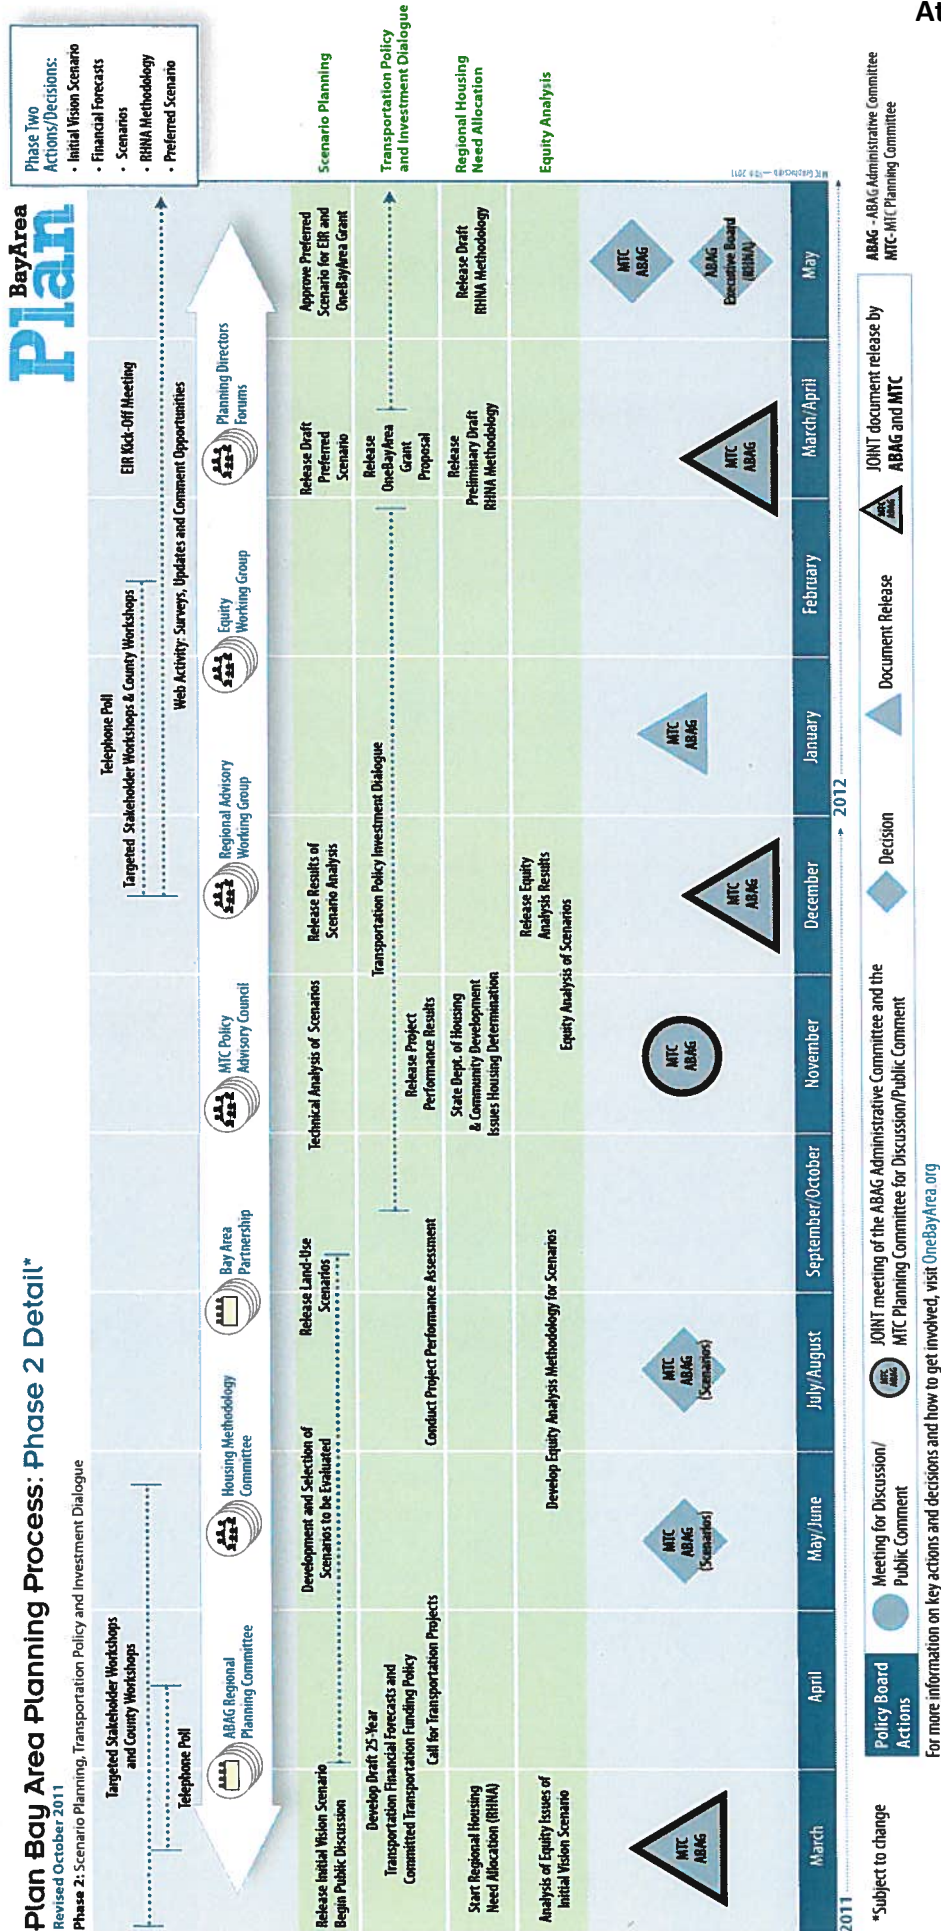 At
Plan Bay Area Planning Process: Phase 2 Detail*
Revised October 2011
Phase 2: Scenario Planning, Transportation Policy and Investment Dialogue
BayArea
Plan
Phase Two
Actions/Decisions:
• Initial Vision Scenario
• Financial Forecasts
• Scenarios
• RHNA Methodology
• Preferred Scenario
Targeted Stakeholder Workshops
and County Workshops
Telephone Poll
Telephone Poll
Targeted Stakeholder Workshops & County Workshops
EIR Kick-Off Meeting
Web Activity: Surveys, Updates and Comment Opportunities
ABAG Regional
Planning Committee
Housing Methodology
Committee
Bay Area
Partnership
MTC Policy
Advisory Council
Regional Advisory
Working Group
Equity
Working Group
Planning Directors
Forums
Scenario Planning
Release Initial Vision Scenario
Begin Public Discussion
Development and Selection of
Scenarios to be Evaluated
Release Land-Use
Scenarios
Technical Analysis of Scenarios
Release Results of
Scenario Analysis
Release Draft
Preferred
Scenario
Approve Preferred
Scenario for EIR and
OneBayArea Grant
Transportation Policy
and Investment Dialogue
Develop Draft 25-Year
Transportation Financial Forecasts and
Committed Transportation Funding Policy
Call for Transportation Projects
Conduct Project Performance Assessment
Transportation Policy Investment Dialogue
Release Project
Performance Results
Release
OneBayArea
Grant
Proposal
Regional Housing
Need Allocation
Start Regional Housing
Need Allocation (RHNA)
State Dept. of Housing
& Community Development
Issues Housing Determination
Release
Preliminary Draft
RHNA Methodology
Release Draft
RHNA Methodology
Equity Analysis
Analysis of Equity Issues of
Initial Vision Scenario
Develop Equity Analysis Methodology for Scenarios
Release Equity
Analysis Results
Equity Analysis of Scenarios
MTC
ABAG
MTC
ABAG
(Scenarios)
MTC
ABAG
(Scenarios)
MTC
ABAG
MTC
ABAG
MTC
ABAG
MTC
ABAG
MTC
ABAG
ABAG
Executive Board
(RHNA)
March
April
May/June
July/August
September/October
November
December
January
February
March/April
May
2011
2012
*Subject to change
Policy Board
Actions
Meeting for Discussion/
Public Comment
MTC
ABAG
JOINT meeting of the ABAG Administrative Committee and the
MTC Planning Committee for Discussion/Public Comment
Decision
Document Release
MTC
ABAG
JOINT document release by
ABAG and MTC
ABAG - ABAG Administrative Committee
MTC- MTC Planning Committee
For more information on key actions and decisions and how to get involved, visit OneBayArea.org